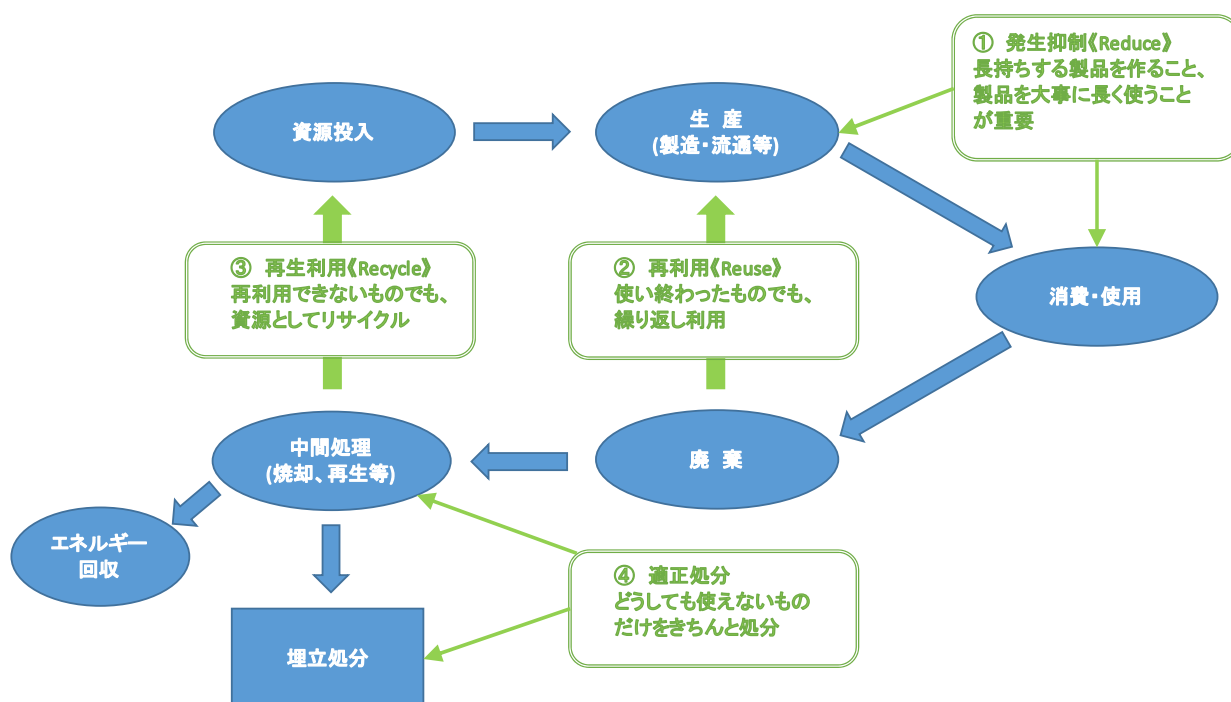 ① 発生抑制《Reduce》
長持ちする製品を作ること、
製品を大事に長く使うこと
が重要
資源投入
生 産
(製造・流通等)
③ 再生利用《Recycle》
再利用できないものでも、
資源としてリサイクル
② 再利用《Reuse》
使い終わったものでも、
繰り返し利用
消費・使用
中間処理
(焼却、再生等)
廃 棄
エネルギー
回収
④ 適正処分
どうしても使えないもの
だけをきちんと処分
埋立処分